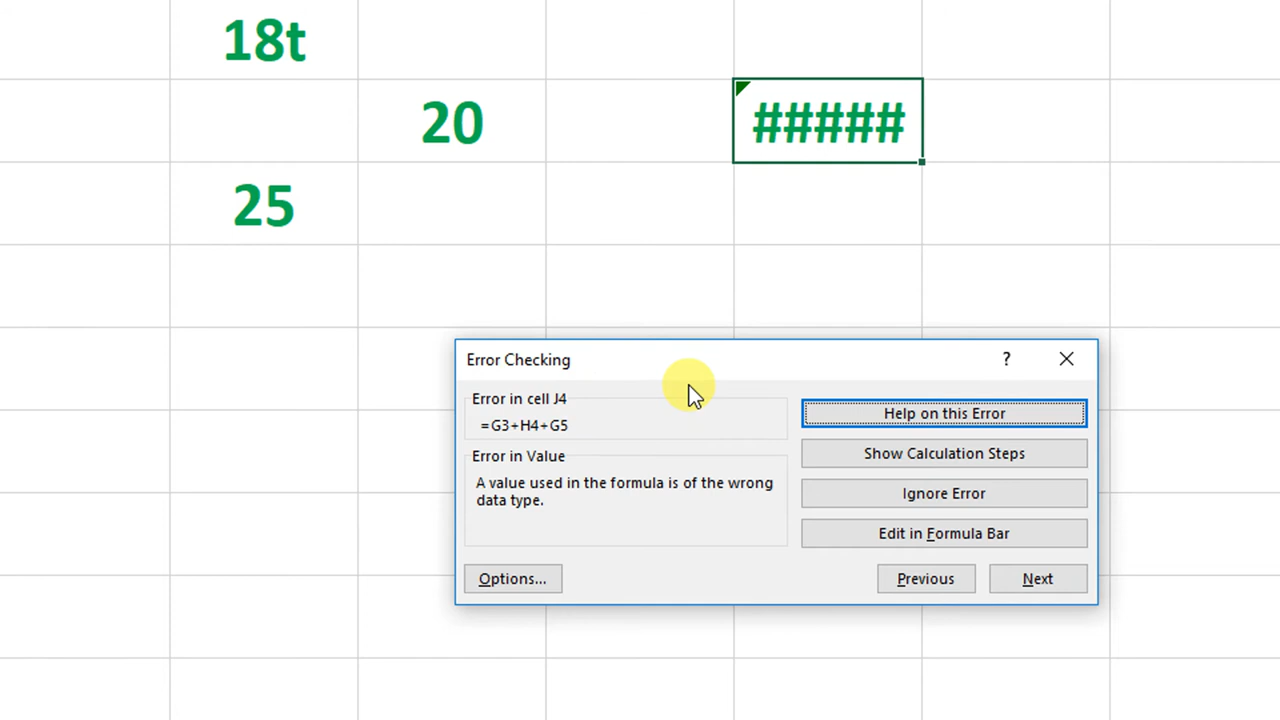 18t
20
#####
25
Error Checking
?
Error in cell J4
=G3+H4+G5
Error in Value
A value used in the formula is of the wrong
data type.
Help on this Error
Show Calculation Steps
Ignore Error
Edit in Formula Bar
Options...
Previous
Next